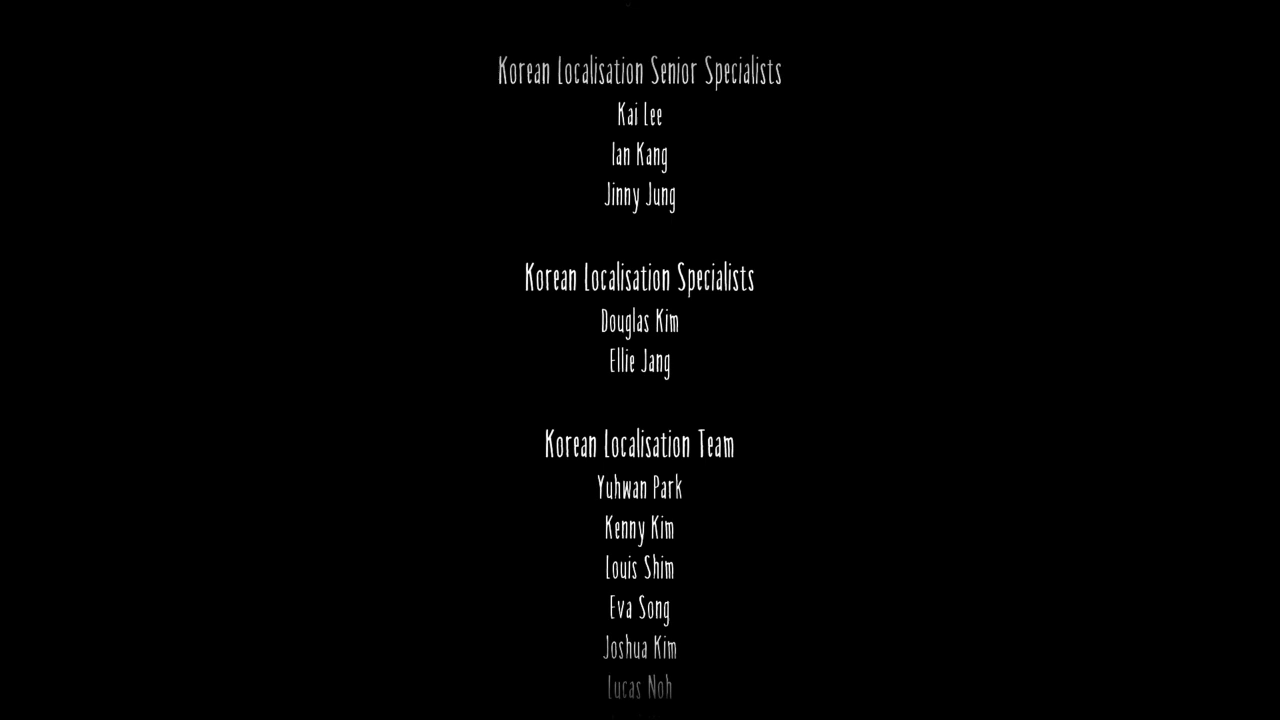 Korean Localisation Senior Specialists
Kai Lee
Ian Kang
Jinny Jung
Korean Localisation Specialists
Douglas Kim
Ellie Jang
Korean Localisation Team
Yuhwan Park
Kenny Kim
Louis Shim
Eva Song
Joshua Kim
Lucas Noh